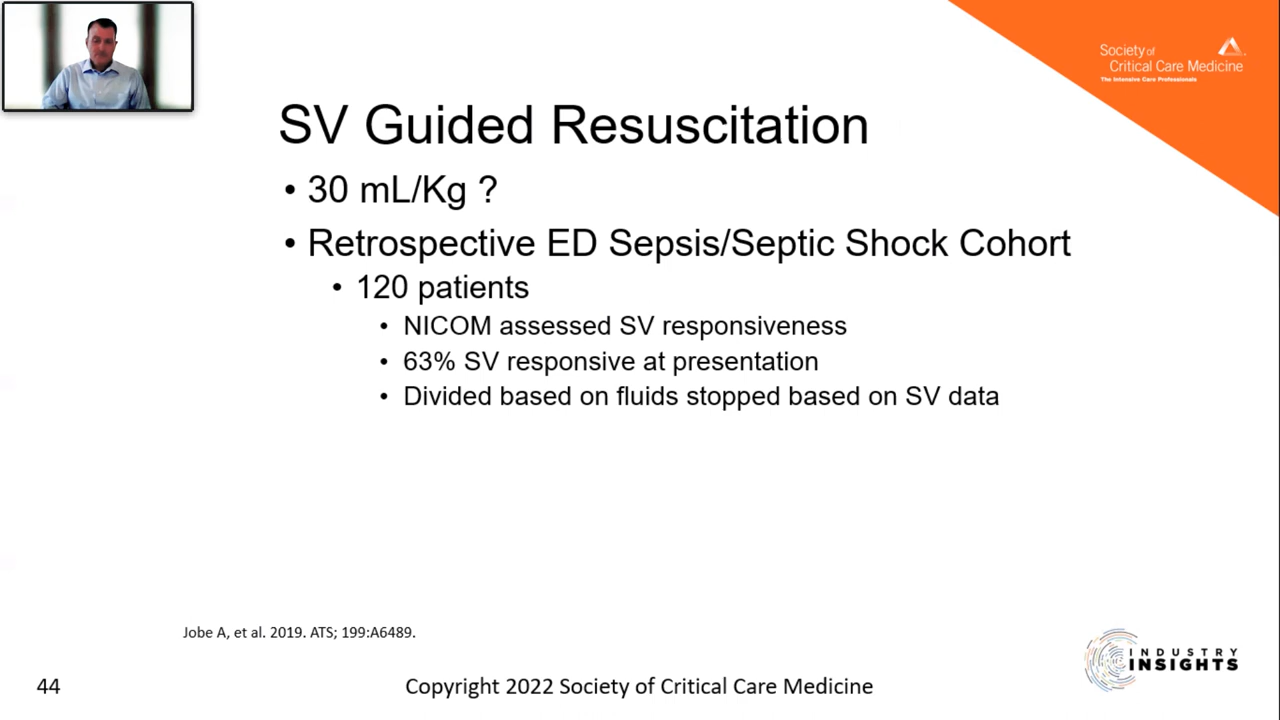 Society of
Critical Care Medicine
The Intensive Care Professionals
SV Guided Resuscitation
• 30 mL/Kg ?
• Retrospective ED Sepsis/Septic Shock Cohort
• 120 patients
• NICOM assessed SV responsiveness
• 63% SV responsive at presentation
• Divided based on fluids stopped based on SV data
Jobe A, et al. 2019. ATS; 199:A6489.
INDUSTRY
INSIGHTS
44
Copyright 2022 Society of Critical Care Medicine